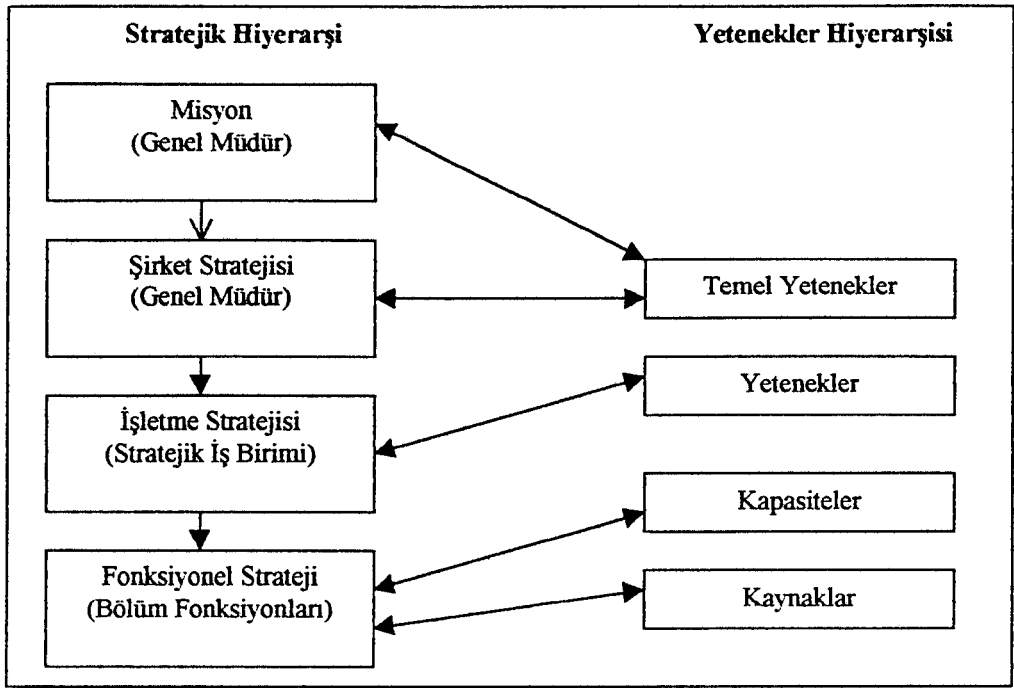 Stratejik Hiyerarşi
Yetenekler Hiyerarşisi
Misyon
(Genel Müdür)
Şirket Stratejisi
(Genel Müdür)
Temel Yetenekler
Yetenekler
İşletme Stratejisi
(Stratejik İş Birimi)
Kapasiteler
Fonksiyonel Strateji
(Bölüm Fonksiyonları)
Kaynaklar